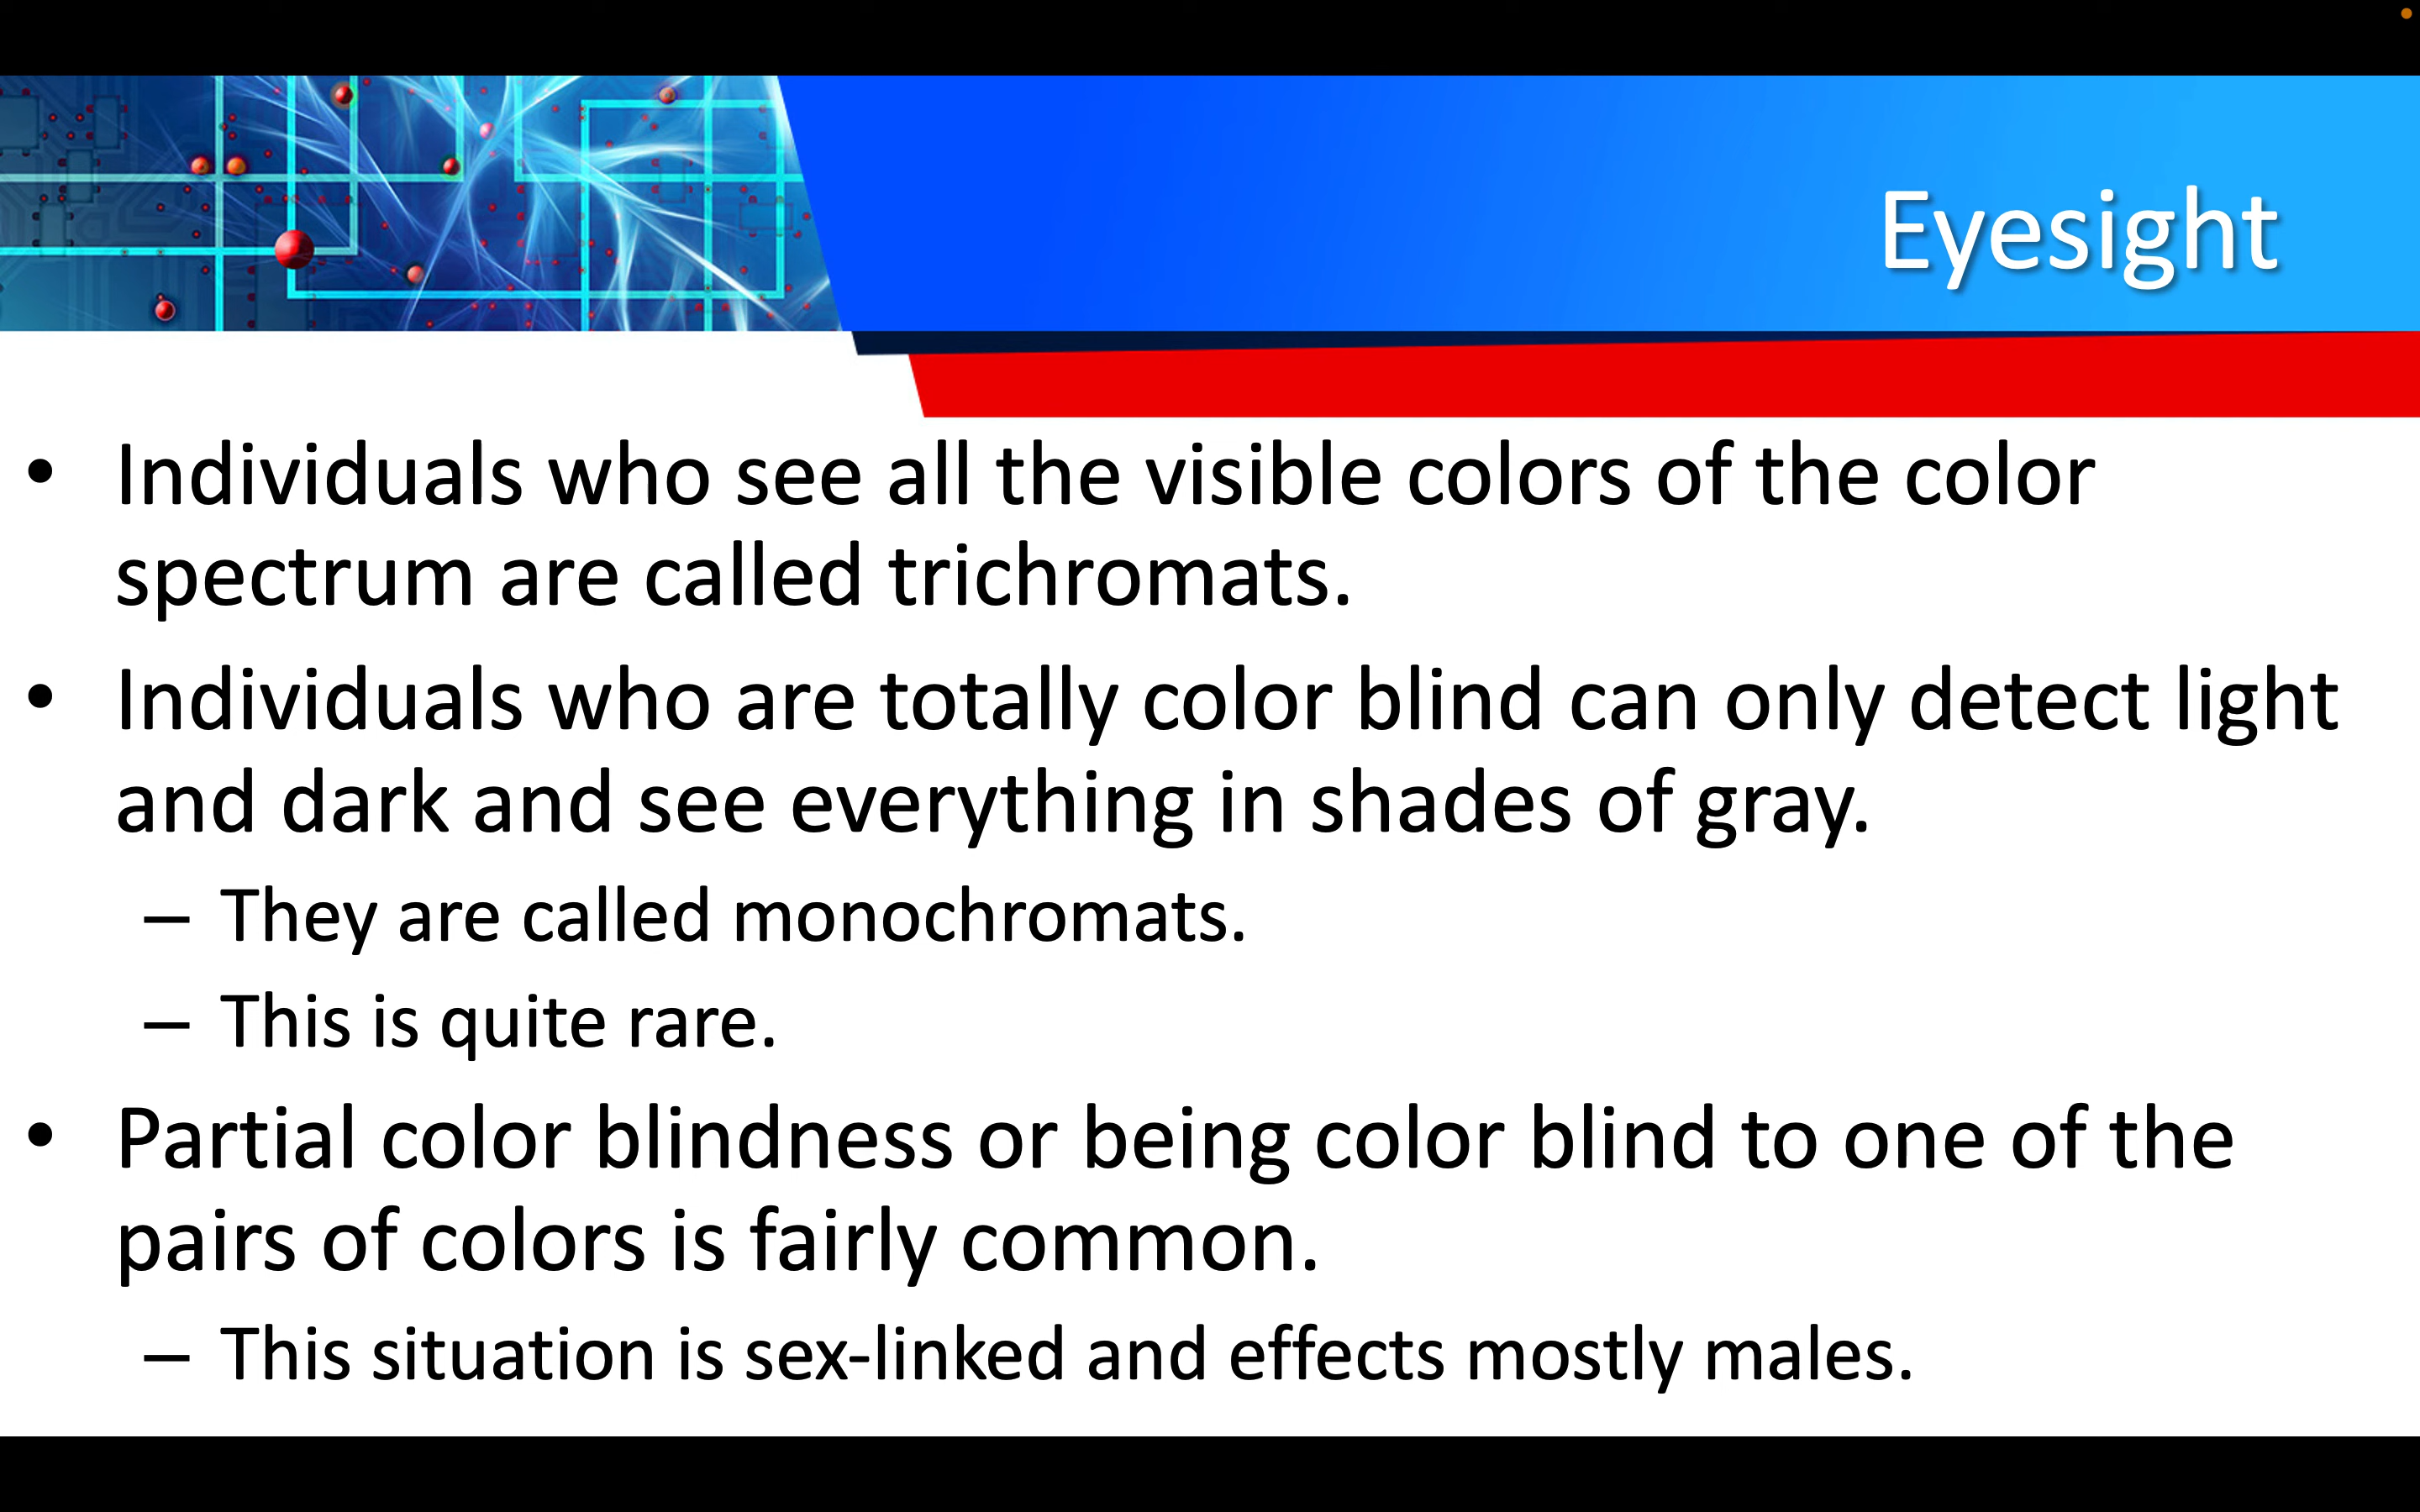 Eyesight
• Individuals who see all the visible colors of the color
spectrum are called trichromats.
• Individuals who are totally color blind can only detect light
and dark and see everything in shades of gray.
– They are called monochromats.
– This is quite rare.
• Partial color blindness or being color blind to one of the
pairs of colors is fairly common.
– This situation is sex-linked and effects mostly males.